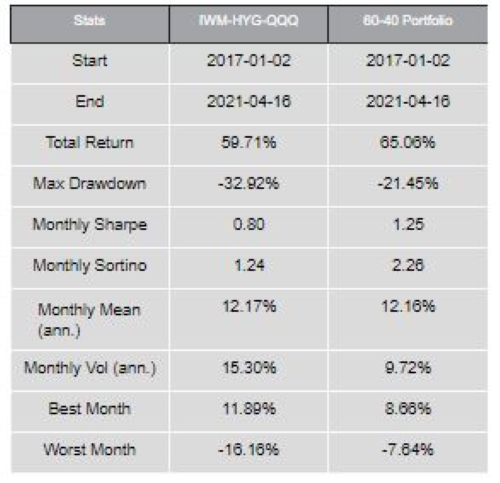 Stats IWM-HYG-QQQ 60-40 Portfolio
Start 2017-01-02 2017-01-02
End 2021-04-16 2021-04-16
Total Return 59.71% 65.06%
Max Drawdown -32.92% -21.45%
Monthly Sharpe 0.80 1.25
Monthly Sortino 1.24 2.26
Monthly Mean 12.17% 12.16%
(ann.)
Monthly Vol (ann.) 15.30% 9.72%
Best Month 11.89% 8.66%
Worst Month -16.16% -7.64%